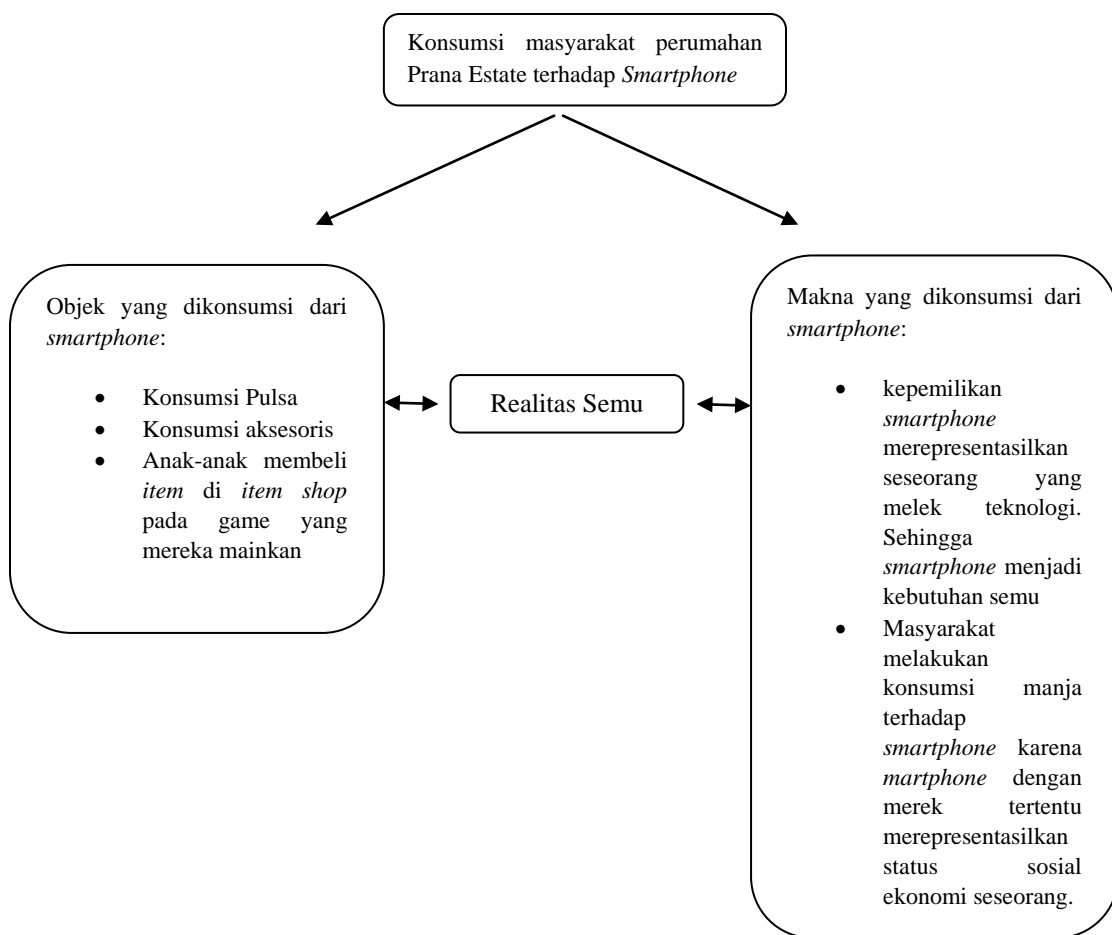 Konsumsi masyarakat perumahan
Prana Estate terhadap Smartphone
Objek yang dikonsumsi dari
smartphone:
• Konsumsi Pulsa
• Konsumsi aksesoris
• Anak-anak membeli
item di item shop
pada game yang
mereka mainkan
Realitas Semu
Makna yang dikonsumsi dari
smartphone:
• kepemilikan
smartphone
merepresentasilkan
seseorang yang
melek teknologi.
Sehingga
smartphone menjadi
kebutuhan semu
• Masyarakat
melakukan
konsumsi manja
terhadap
smartphone karena
martphone dengan
merek tertentu
merepresentasilkan
status sosial
ekonomi seseorang.